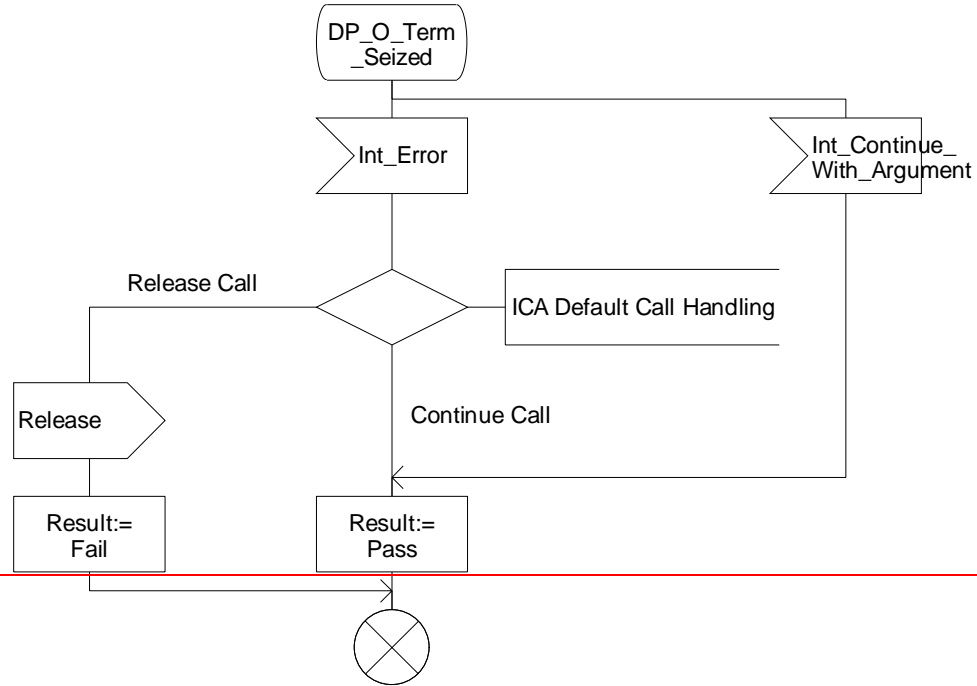 DP_O_Term
_Seized
Int_Error
Int_Continue_
With_Argument
Release Call
ICA Default Call Handling
Release
Continue Call
Result:=
Fail
Result:=
Pass